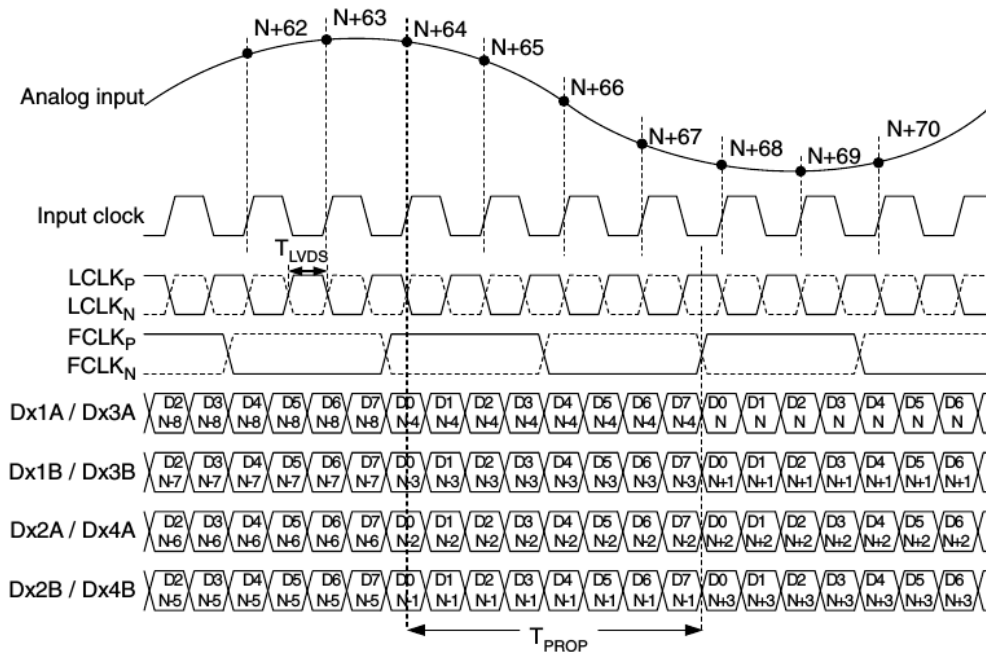 N+62 N+63 N+64 N+65 N+66 N+67 N+68 N+69 N+70
Analog input
Input clock
T_LVDS
LCLK_P
LCLK_N
FCLK_P
FCLK_N
Dx1A / Dx3A
D2 D3 D4 D5 D6 D7 D0 D1 D2 D3 D4 D5 D6 D7 D0 D1 D2 D3 D4 D5 D6
N-8 N-8 N-8 N-8 N-8 N-8 N-4 N-4 N-4 N-4 N-4 N-4 N-4 N-4 N N N N N N N
Dx1B / Dx3B
D2 D3 D4 D5 D6 D7 D0 D1 D2 D3 D4 D5 D6 D7 D0 D1 D2 D3 D4 D5 D6
N-7 N-7 N-7 N-7 N-7 N-7 N-3 N-3 N-3 N-3 N-3 N-3 N-3 N-3 N+1 N+1 N+1 N+1 N+1 N+1 N+1
Dx2A / Dx4A
D2 D3 D4 D5 D6 D7 D0 D1 D2 D3 D4 D5 D6 D7 D0 D1 D2 D3 D4 D5 D6
N-6 N-6 N-6 N-6 N-6 N-6 N-2 N-2 N-2 N-2 N-2 N-2 N-2 N-2 N+2 N+2 N+2 N+2 N+2 N+2 N+2
Dx2B / Dx4B
D2 D3 D4 D5 D6 D7 D0 D1 D2 D3 D4 D5 D6 D7 D0 D1 D2 D3 D4 D5 D6
N-5 N-5 N-5 N-5 N-5 N-5 N-1 N-1 N-1 N-1 N-1 N-1 N-1 N-1 N+3 N+3 N+3 N+3 N+3 N+3 N+3
T_PROP